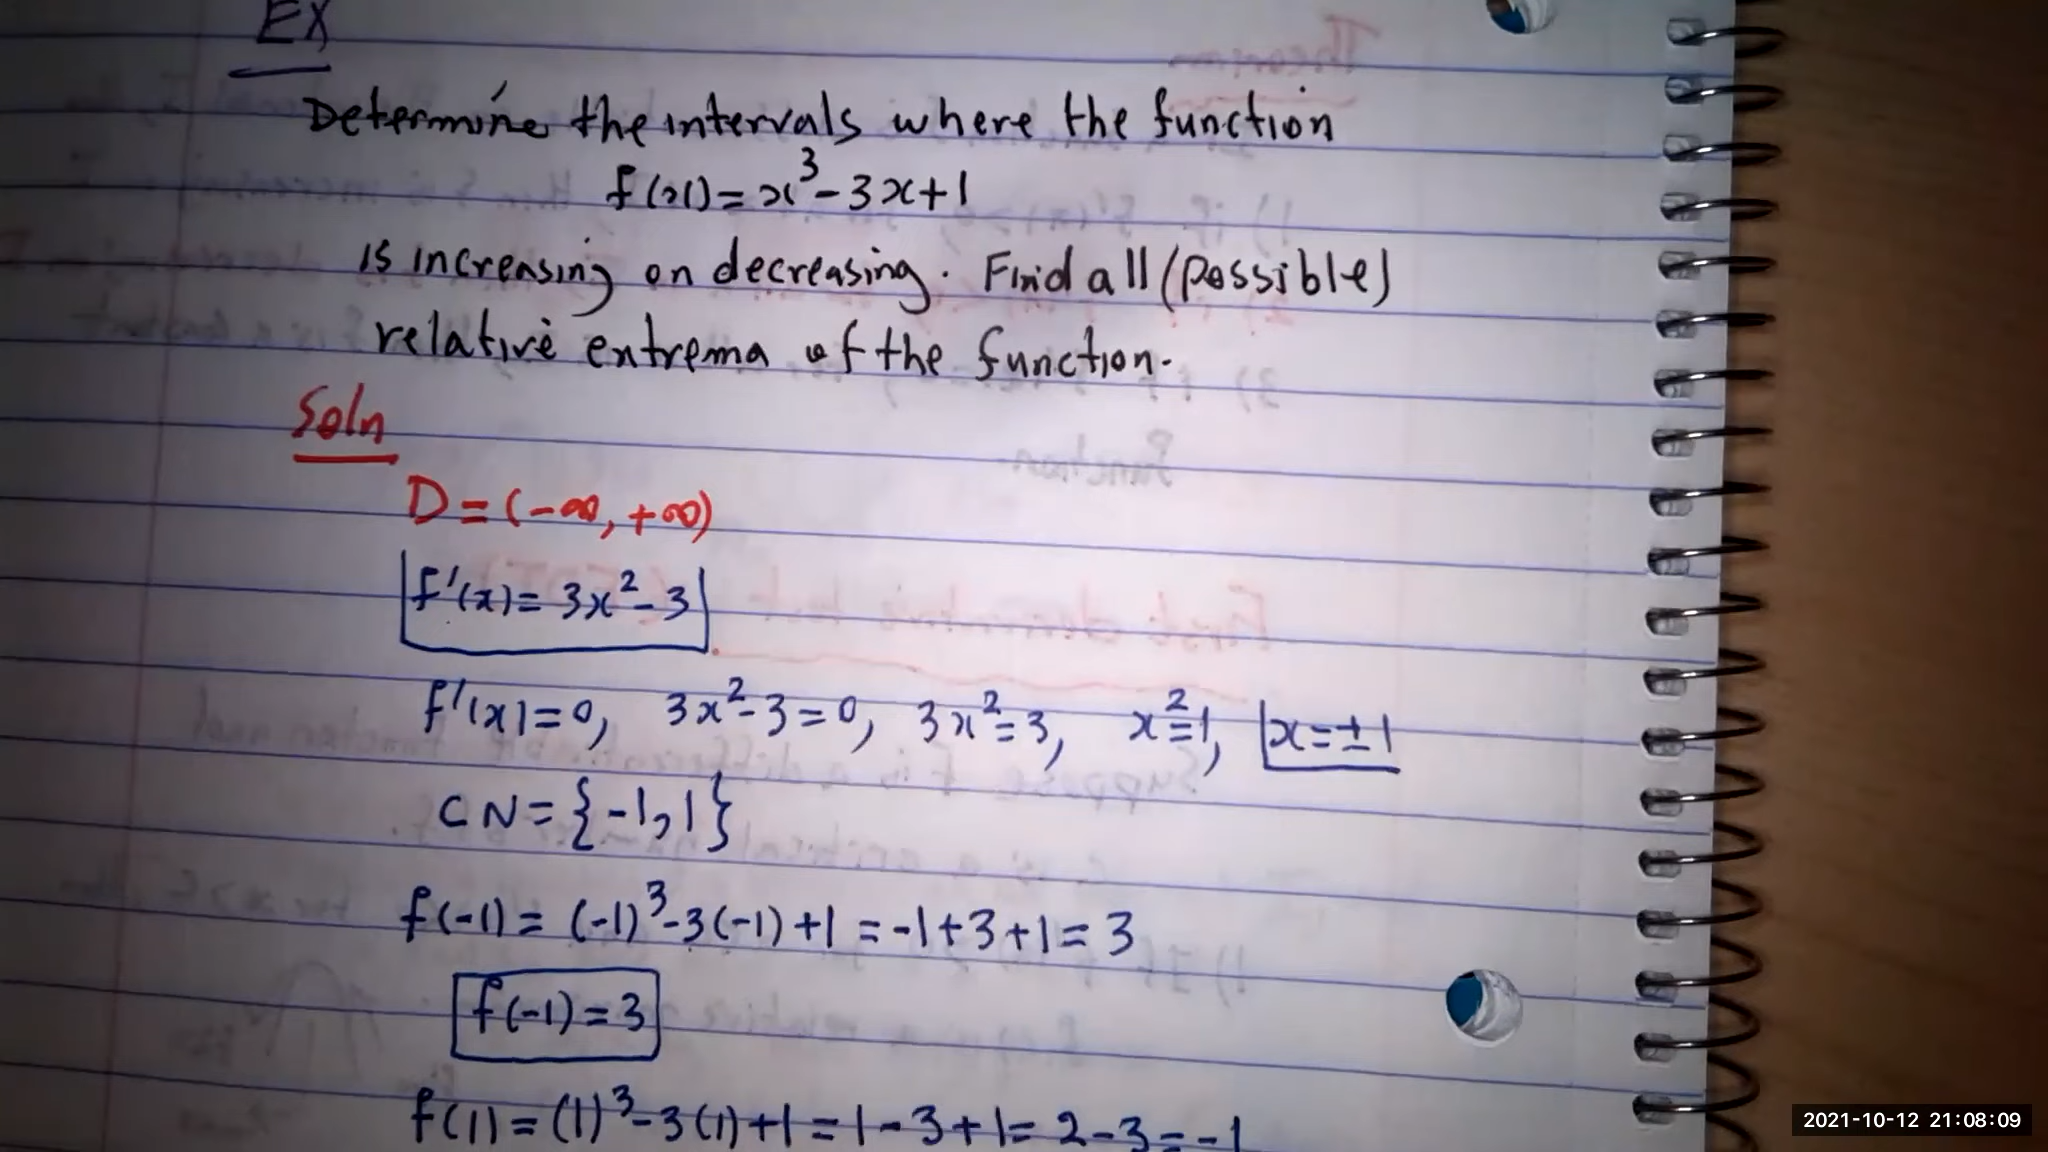 EX
Determine the intervals where the function
f(x)=x³-3x+1
is increasing on decreasing. Find all (possible)
relative extrema of the function.
Soln
D=(-∞,+∞)
f'(x)=3x²-3
f'(x)=0, 3x²-3=0, 3x²=3, x²=1, x=±1
CN={-1,1}
f(-1)=(-1)³-3(-1)+1=-1+3+1=3
f(-1)=3
f(1)=(1)³-3(1)+1=1-3+1=2-3=-1
2021-10-12 21:08:09